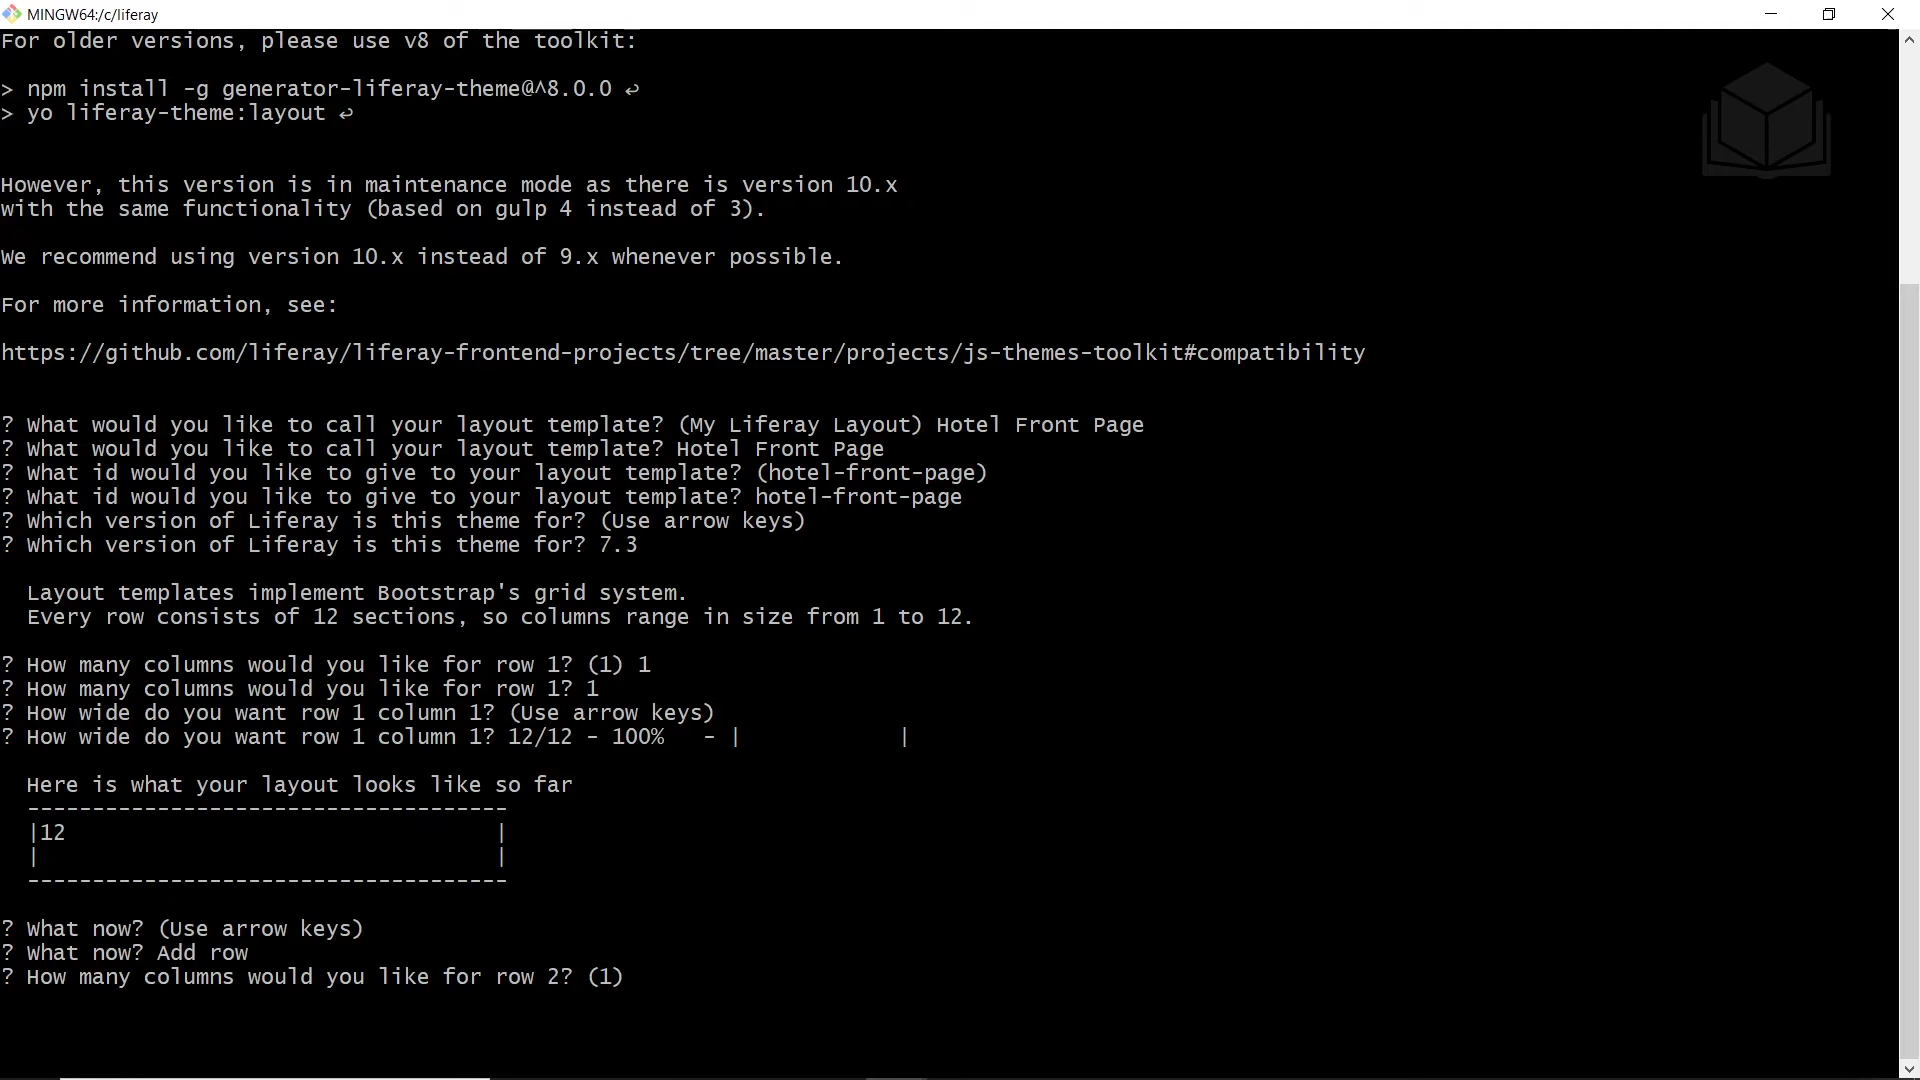 MINGW64:/c/liferay
For older versions, please use v8 of the toolkit:
> npm install -g generator-liferay-theme@^8.0.0 ↩
> yo liferay-theme:layout ↩
However, this version is in maintenance mode as there is version 10.x
with the same functionality (based on gulp 4 instead of 3).
We recommend using version 10.x instead of 9.x whenever possible.
For more information, see:
https://github.com/liferay/liferay-frontend-projects/tree/master/projects/js-themes-toolkit#compatibility
? What would you like to call your layout template? (My Liferay Layout) Hotel Front Page
? What would you like to call your layout template? Hotel Front Page
? What id would you like to give to your layout template? (hotel-front-page)
? What id would you like to give to your layout template? hotel-front-page
? Which version of Liferay is this theme for? (Use arrow keys)
? Which version of Liferay is this theme for? 7.3
Layout templates implement Bootstrap's grid system.
Every row consists of 12 sections, so columns range in size from 1 to 12.
? How many columns would you like for row 1? (1) 1
? How many columns would you like for row 1? 1
? How wide do you want row 1 column 1? (Use arrow keys)
? How wide do you want row 1 column 1? 12/12 - 100%   - |             |
Here is what your layout looks like so far
-------------------------------------
|12                                  |
|                                    |
-------------------------------------
? What now? (Use arrow keys)
? What now? Add row
? How many columns would you like for row 2? (1)